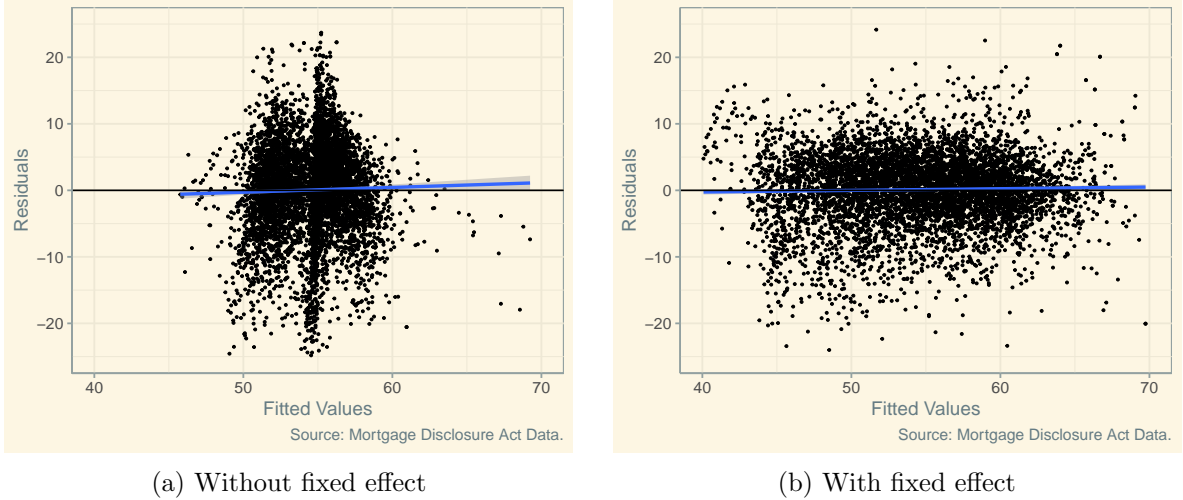 20
10
0
−10
−20
Residuals
40
50
60
70
Fitted Values
Source: Mortgage Disclosure Act Data.
(a) Without fixed effect
20
10
0
−10
−20
Residuals
40
50
60
70
Fitted Values
Source: Mortgage Disclosure Act Data.
(b) With fixed effect